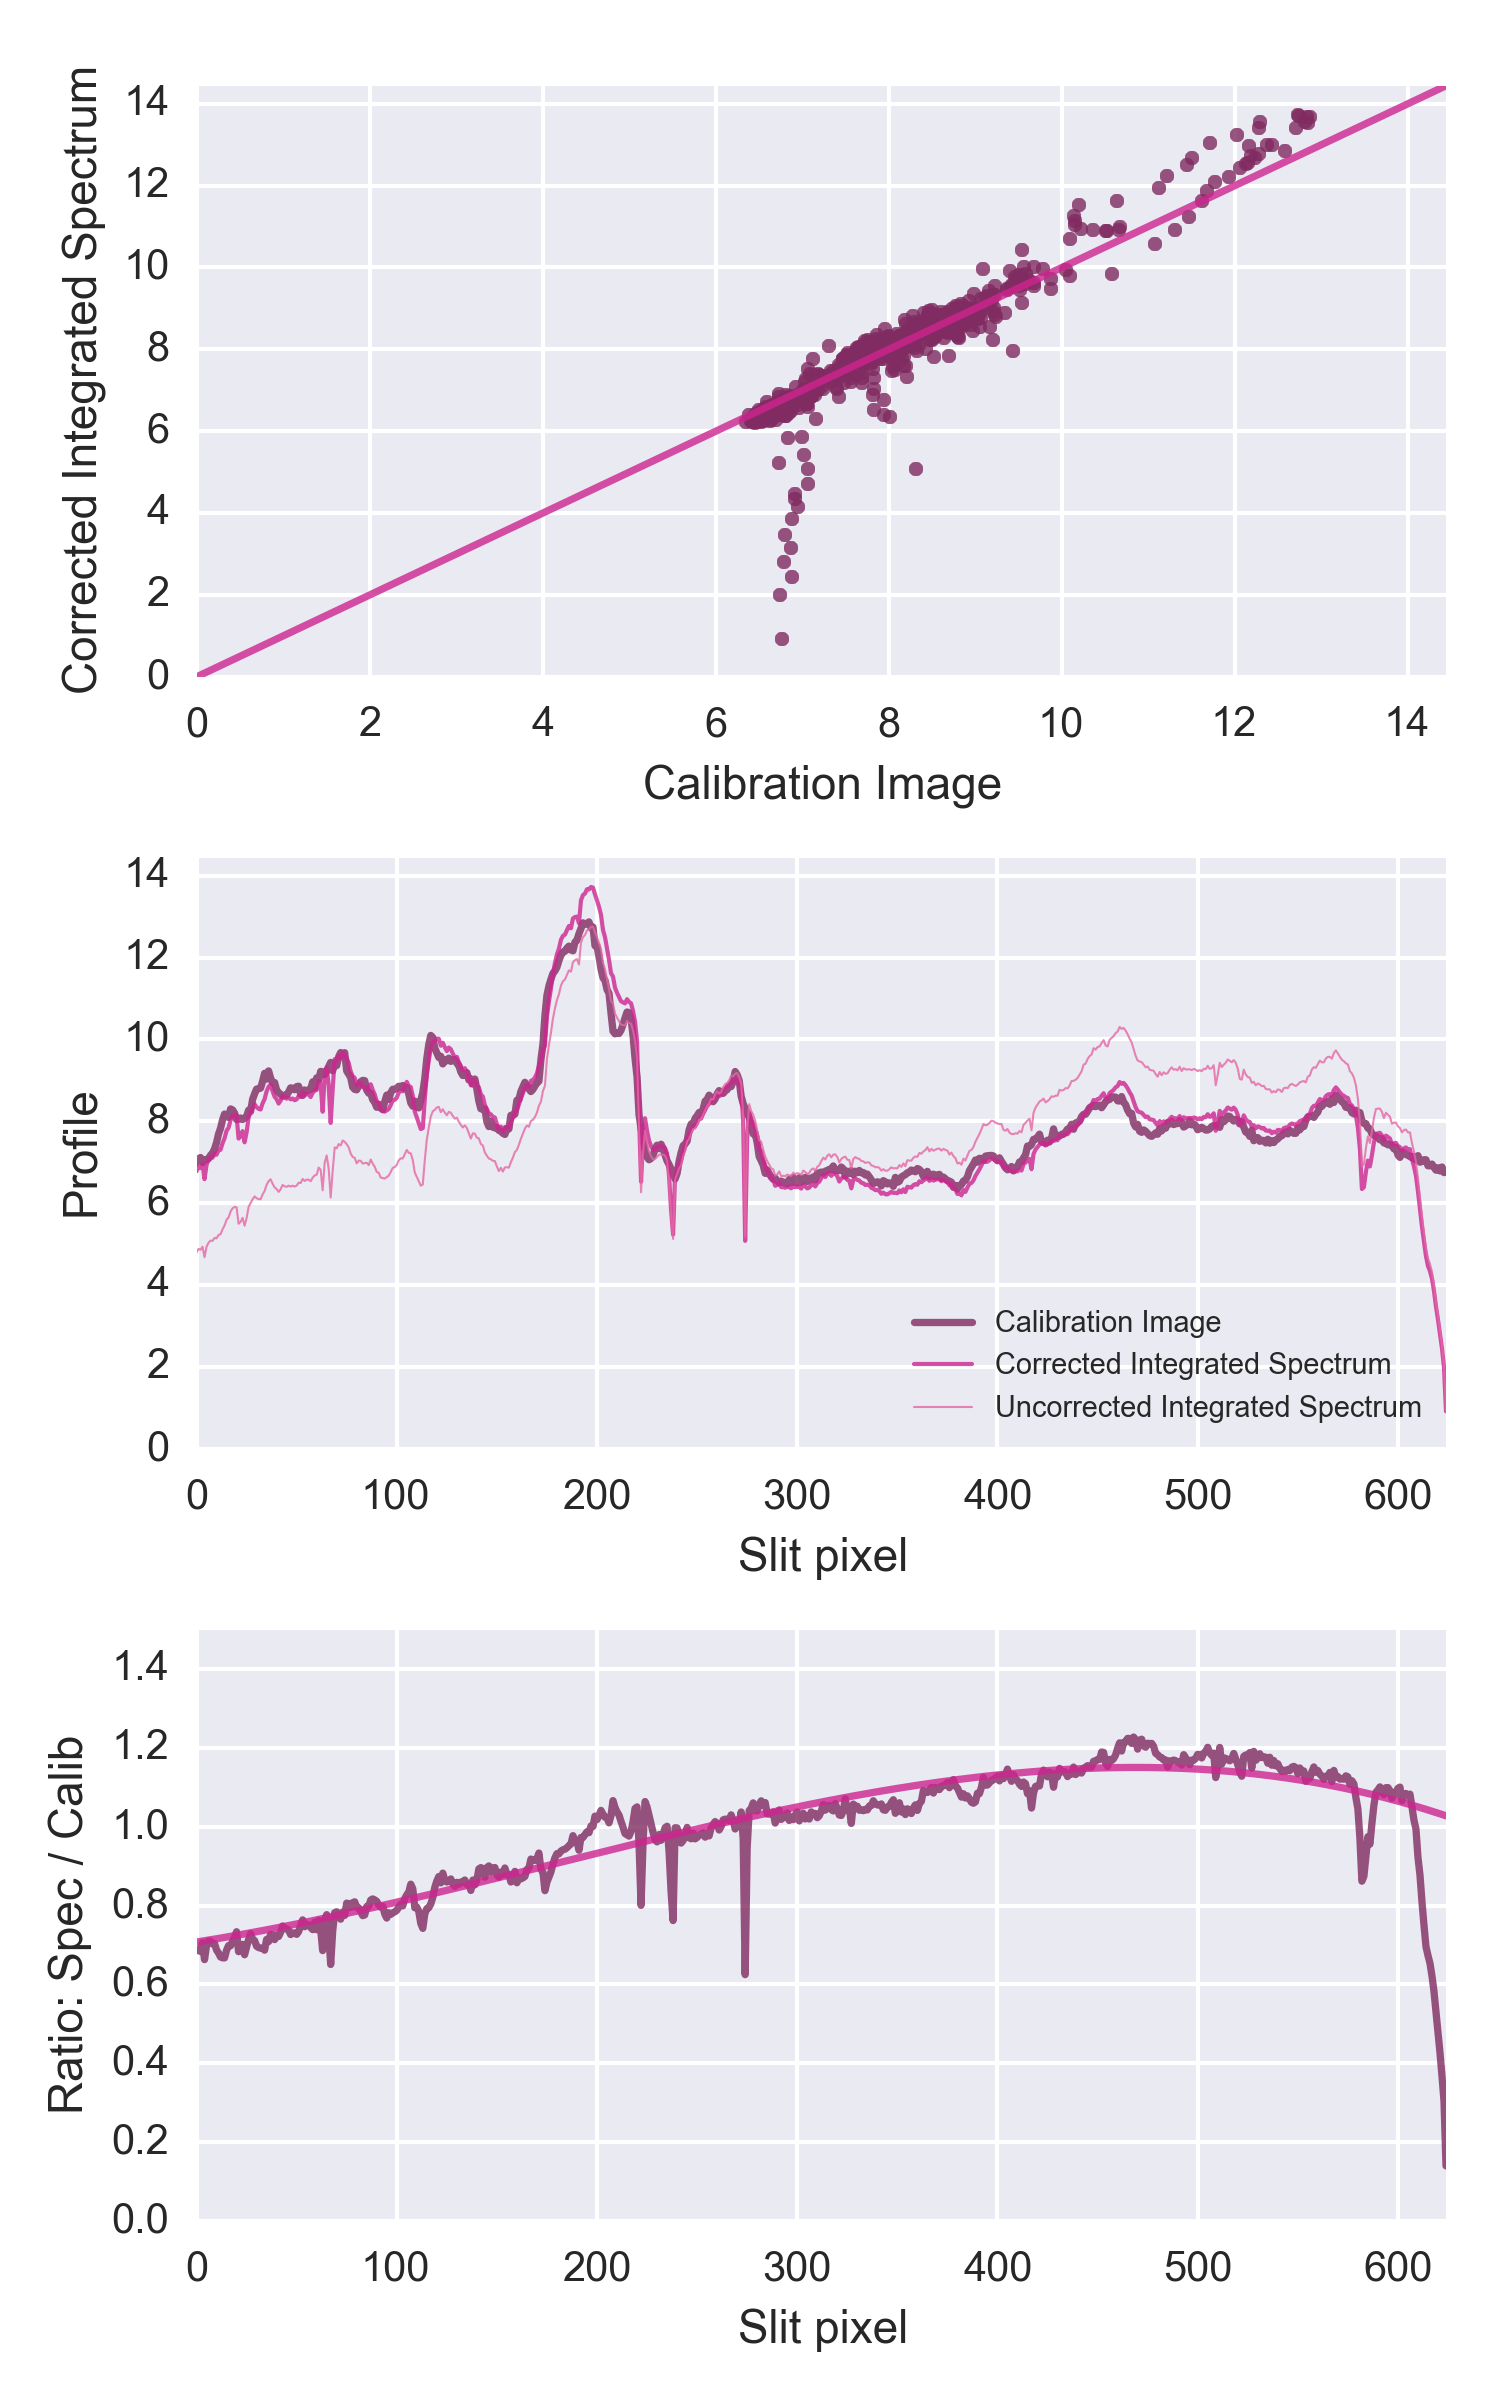 14
12
10
8
6
4
2
0
Corrected Integrated Spectrum
0 2 4 6 8 10 12 14
Calibration Image
14
12
10
8
6
4
2
0
Profile
Calibration Image
Corrected Integrated Spectrum
Uncorrected Integrated Spectrum
0 100 200 300 400 500 600
Slit pixel
1.4
1.2
1.0
0.8
0.6
0.4
0.2
0.0
Ratio: Spec / Calib
0 100 200 300 400 500 600
Slit pixel